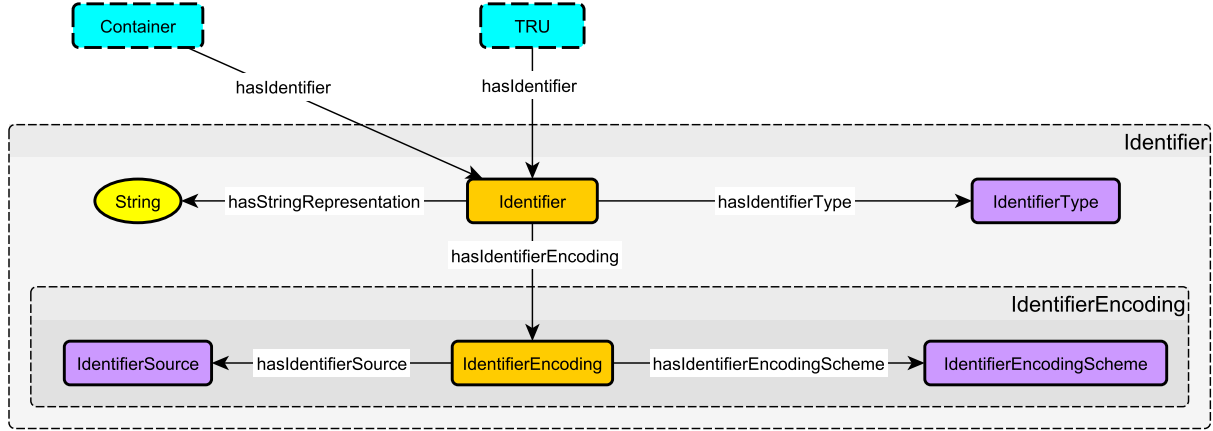 Container
TRU
hasIdentifier
hasIdentifier
Identifier
String
hasStringRepresentation
Identifier
hasIdentifierType
IdentifierType
hasIdentifierEncoding
IdentifierEncoding
IdentifierSource
hasIdentifierSource
IdentifierEncoding
hasIdentifierEncodingScheme
IdentifierEncodingScheme